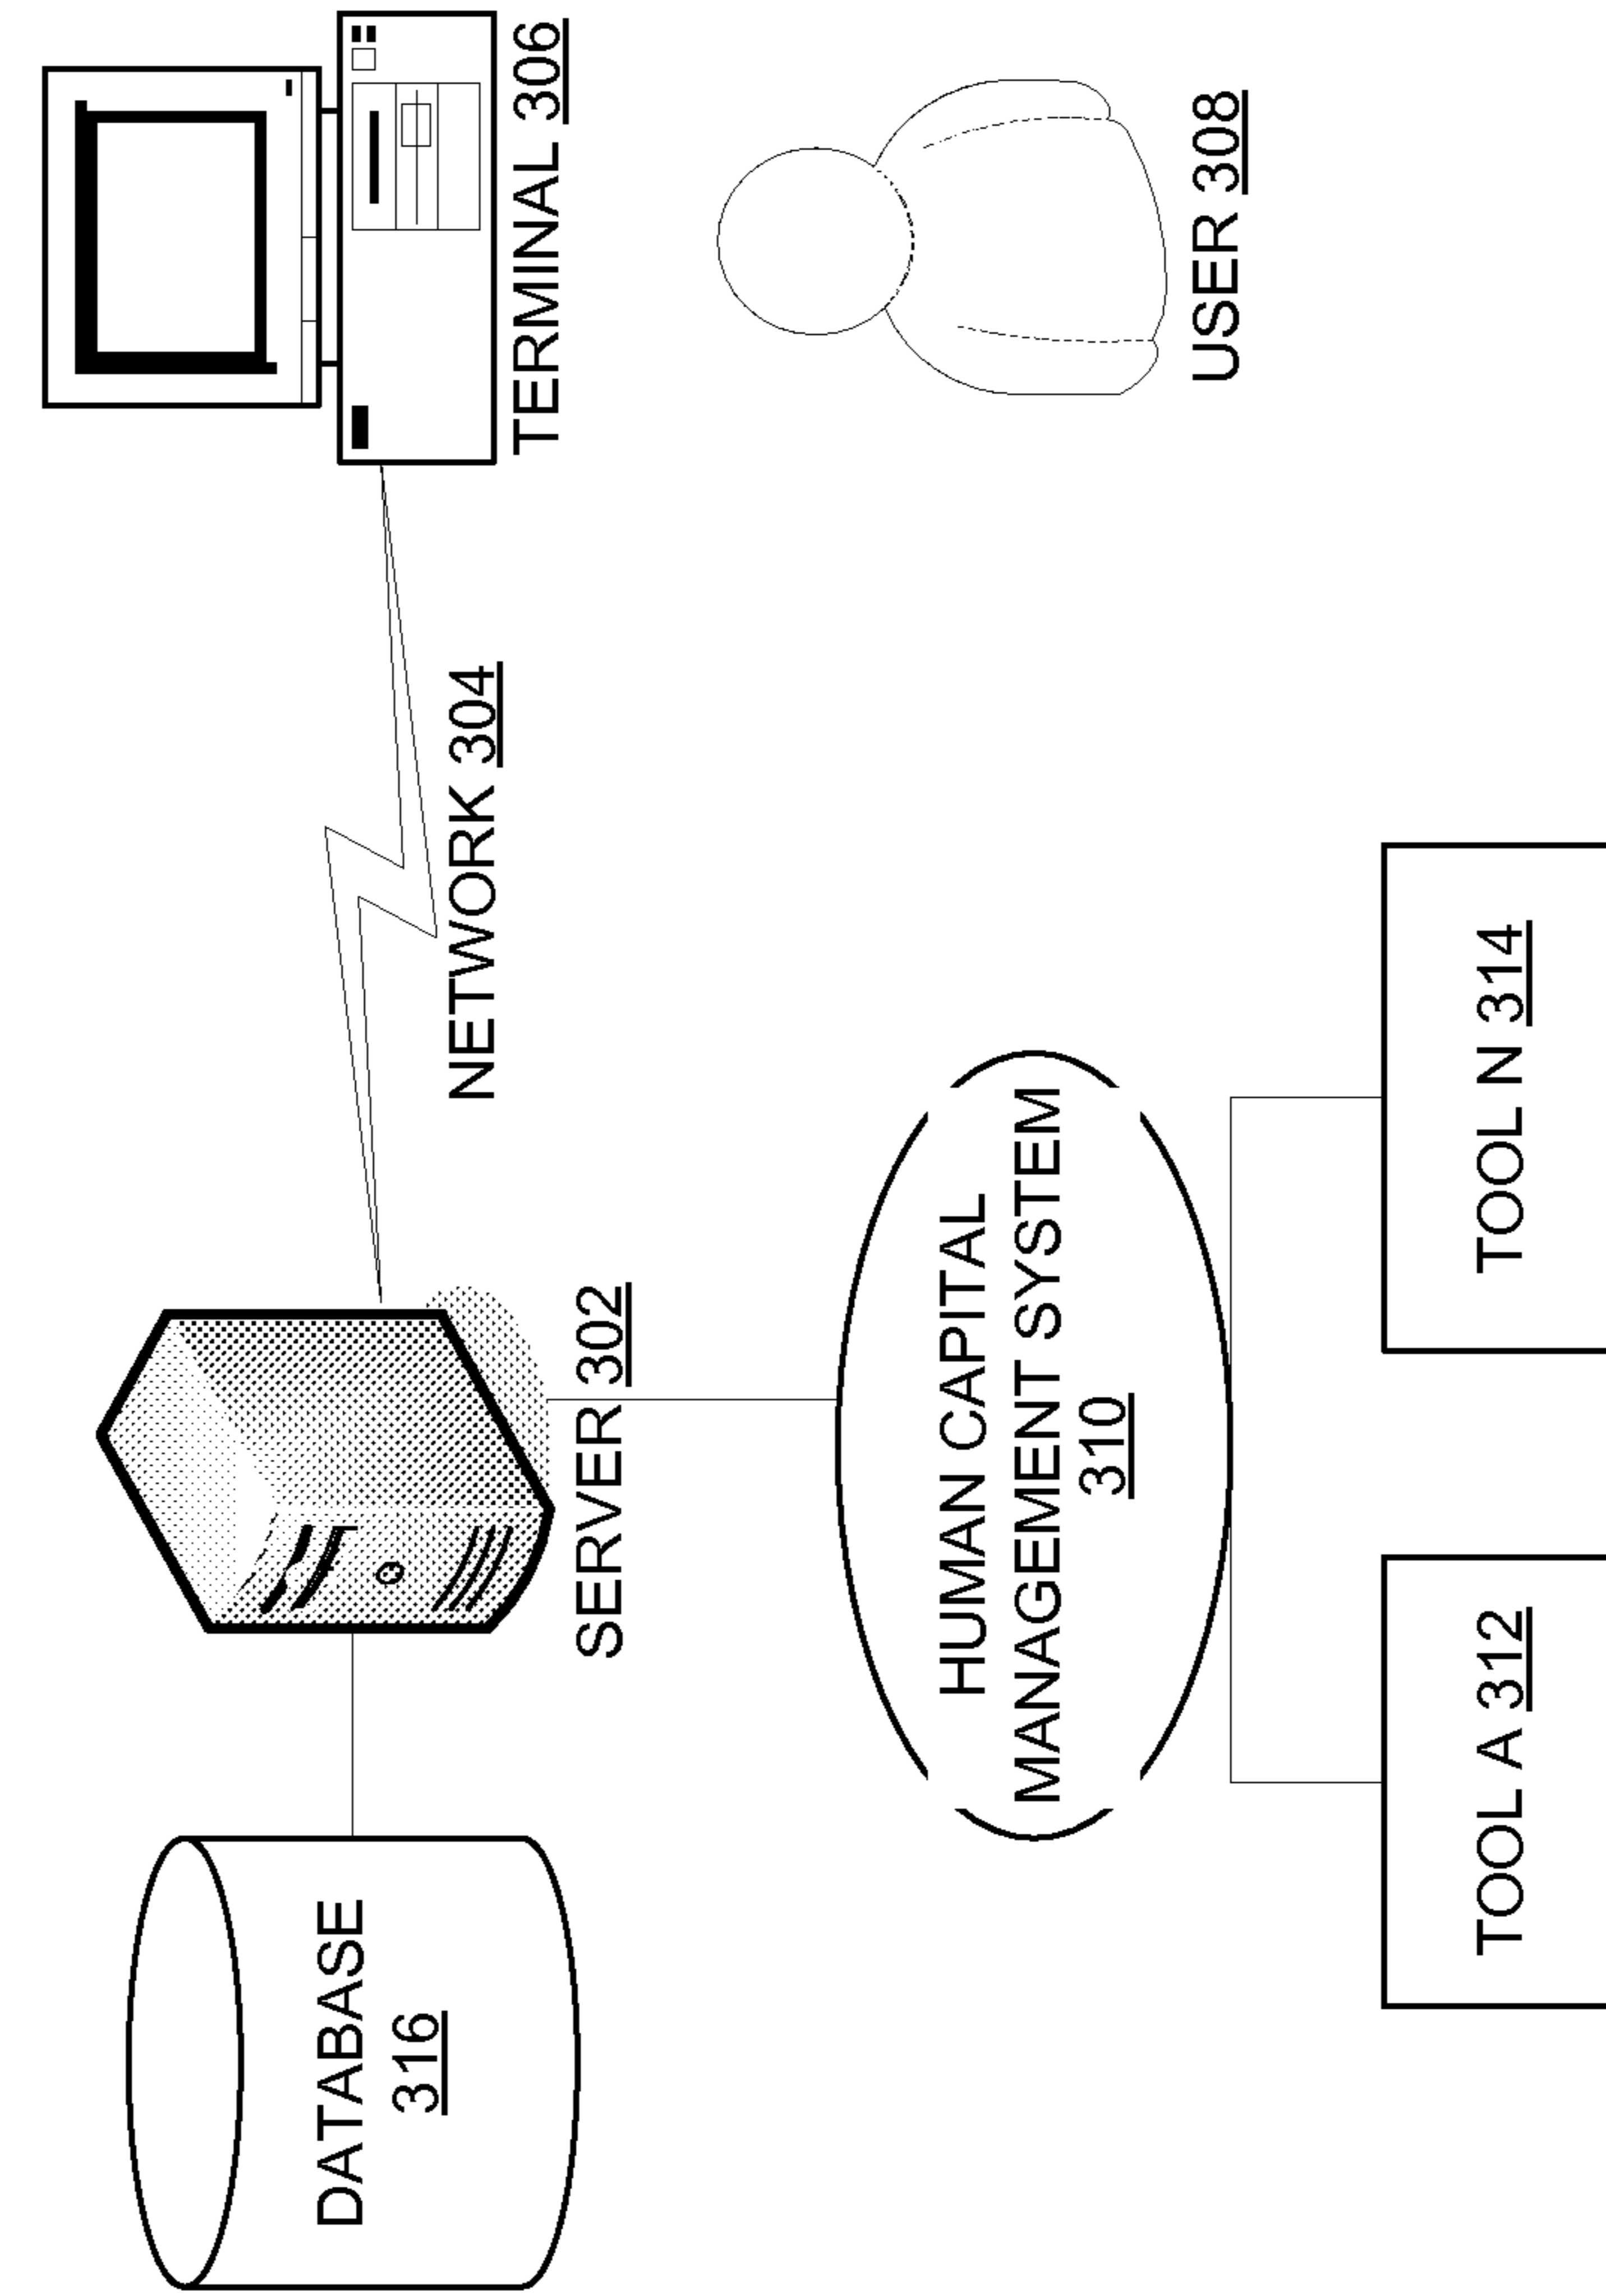 DATABASE
316
SERVER 302
NETWORK 304
TERMINAL 306
USER 308
HUMAN CAPITAL
MANAGEMENT SYSTEM
310
TOOL A 312
TOOL N 314